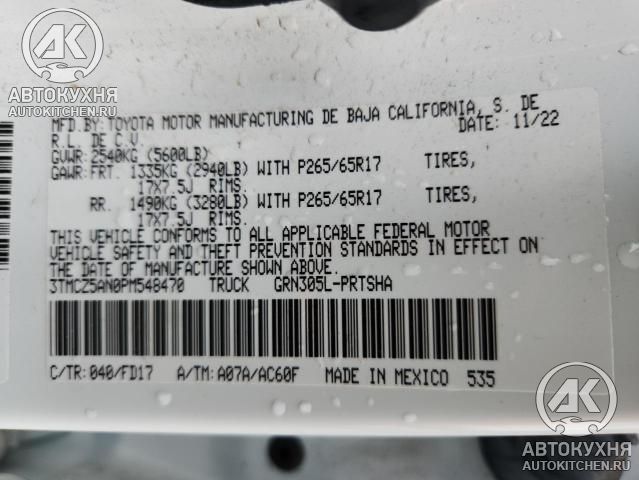 AK
АВТОКУХНЯ
AUTOKITCHEN.RU
MFD.BY: TOYOTA MOTOR MANUFACTURING DE BAJA CALIFORNIA, S. DE
R.L. DE C.V. DATE: 11/22
GVWR: 2540KG (5600LB)
GAWR: FRT. 1335KG (2940LB) WITH P265/65R17 TIRES,
17X7.5J RIMS.
RR. 1490KG (3280LB) WITH P265/65R17 TIRES,
17X7.5J RIMS.
THIS VEHICLE CONFORMS TO ALL APPLICABLE FEDERAL MOTOR
VEHICLE SAFETY AND THEFT PREVENTION STANDARDS IN EFFECT ON
THE DATE OF MANUFACTURE SHOWN ABOVE.
3TMCZ5AN0PM548470 TRUCK GRN305L-PRTSHA
C/TR: 040/FD17 A/TM: A07A/AC60F MADE IN MEXICO 535
AK
АВТОКУХНЯ
AUTOKITCHEN.RU